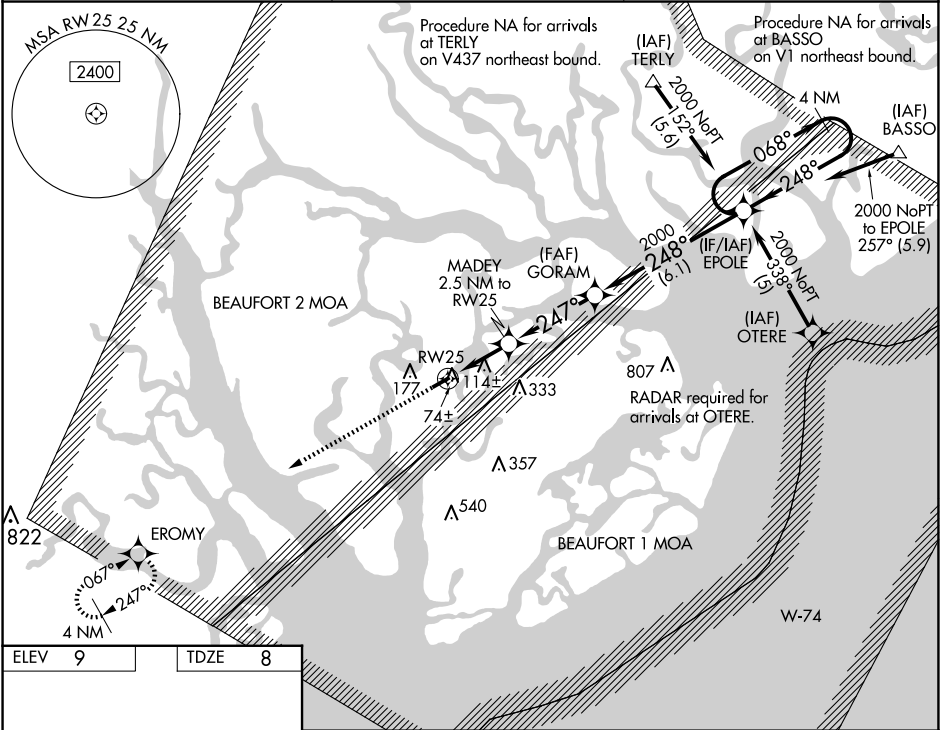 MSA RW25 25 NM
2400
Procedure NA for arrivals
at TERLY
on V437 northeast bound.
Procedure NA for arrivals
at BASSO
on V1 northeast bound.
(IAF)
TERLY
2000 NoPT
152°
(5.6)
4 NM
(IAF)
BASSO
068°
248°
2000 NoPT
to EPOLE
257° (5.9)
(IF/IAF)
EPOLE
2000
248°
(6.1)
2000 NoPT
338°
(5)
(IAF)
OTERE
(FAF)
GORAM
MADEY
2.5 NM to
RW25
247°
BEAUFORT 2 MOA
RW25
177
114±
74±
333
807
RADAR required for
arrivals at OTERE.
357
540
BEAUFORT 1 MOA
822
EROMY
067°
247°
4 NM
W-74
ELEV 9
TDZE 8